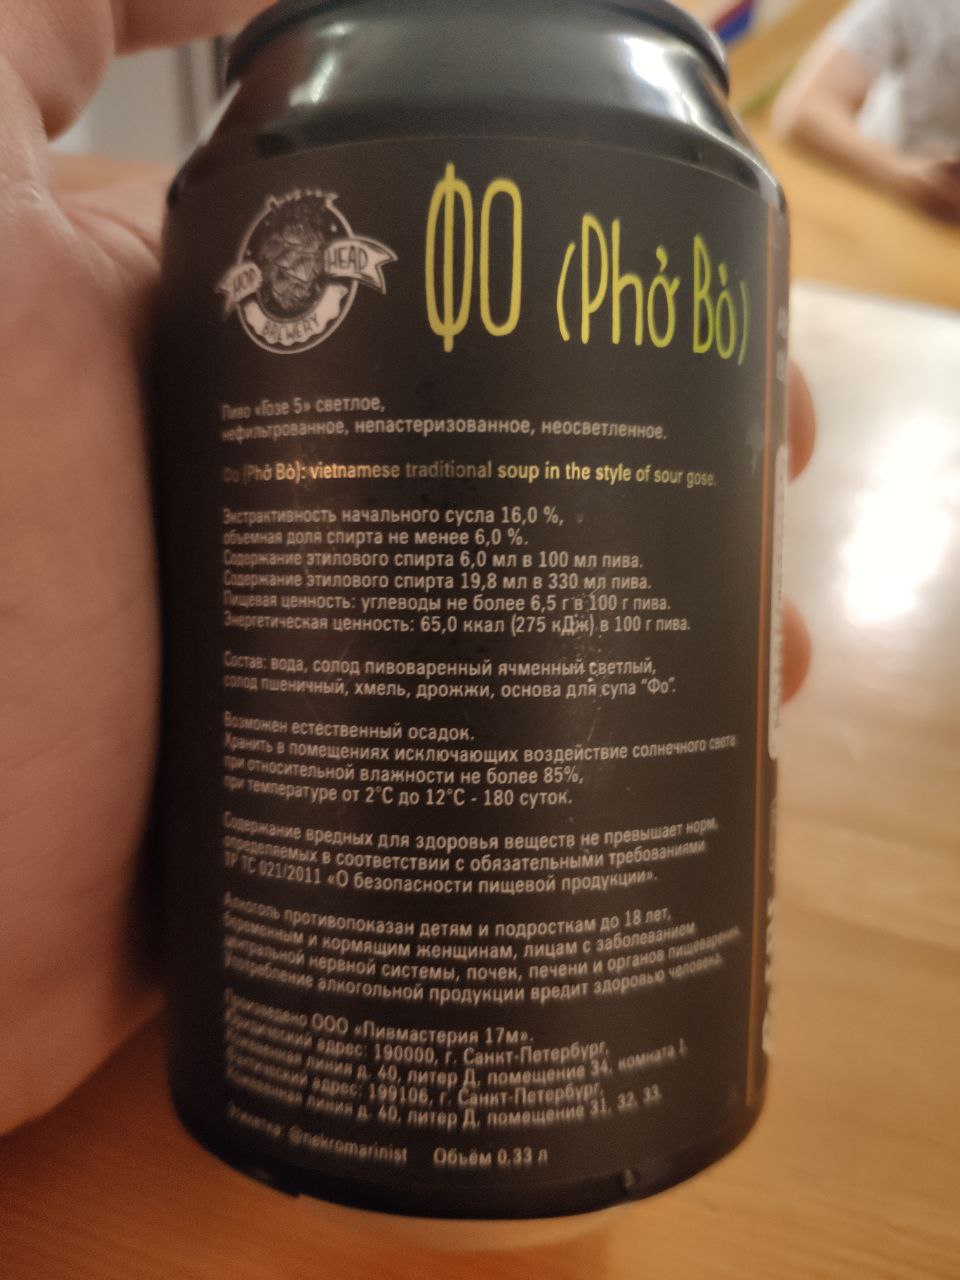 HOP HEAD
BREWERY
ФО (Phở Bò)
Пиво «Гозе 5» светлое,
нефильтрованное, непастеризованное, неосветленное.
Фо (Phở Bò): vietnamese traditional soup in the style of sour gose.
Экстрактивность начального сусла 16,0 %,
объемная доля спирта не менее 6,0 %.
Содержание этилового спирта 6,0 мл в 100 мл пива.
Содержание этилового спирта 19,8 мл в 330 мл пива.
Пищевая ценность: углеводы не более 6,5 г в 100 г пива.
Энергетическая ценность: 65,0 ккал (275 кДж) в 100 г пива.
Состав: вода, солод пивоваренный ячменный светлый,
солод пшеничный, хмель, дрожжи, основа для супа "Фо".
Возможен естественный осадок.
Хранить в помещениях исключающих воздействие солнечного света
при относительной влажности не более 85%,
при температуре от 2°С до 12°С - 180 суток.
Содержание вредных для здоровья веществ не превышает норм,
определяемых в соответствии с обязательными требованиями
ТР ТС 021/2011 «О безопасности пищевой продукции».
Алкоголь противопоказан детям и подросткам до 18 лет,
беременным и кормящим женщинам, лицам с заболеванием
центральной нервной системы, почек, печени и органов пищеварения.
Употребление алкогольной продукции вредит здоровью человека.
Произведено ООО «Пивмастерия 17м».
Юридический адрес: 190000, г. Санкт-Петербург,
Кожевенная линия д. 40, литер Д, помещение 34, комната 1.
Фактический адрес: 199106, г. Санкт-Петербург,
Кожевенная линия д. 40, литер Д, помещение 31, 32, 33.
Этикетка: @nekromarinist Объём 0,33 л